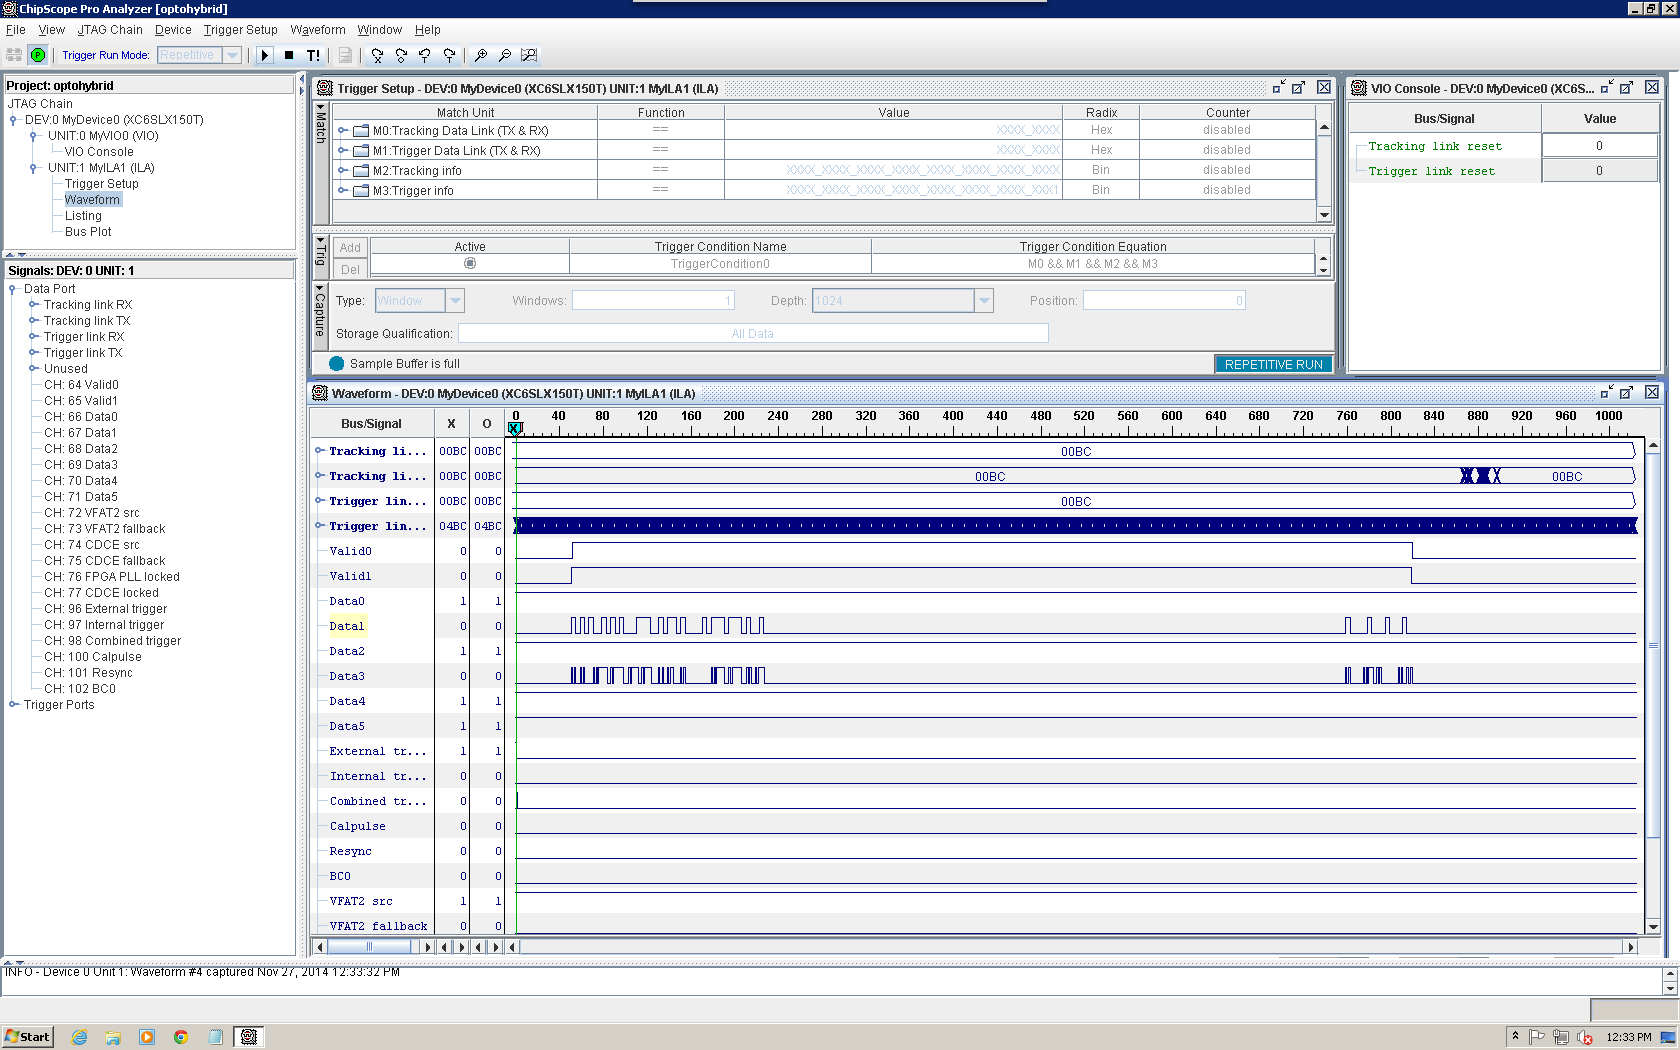 ChipScope Pro Analyzer [optohybrid]
File View JTAG Chain Device Trigger Setup Waveform Window Help
Trigger Run Mode: Repetitive T!
Project: optohybrid
JTAG Chain
DEV:0 MyDevice0 (XC6SLX150T)
UNIT:0 MyVIO0 (VIO)
VIO Console
UNIT:1 MyILA1 (ILA)
Trigger Setup
Waveform
Listing
Bus Plot
Signals: DEV: 0 UNIT: 1
Data Port
Tracking link RX
Tracking link TX
Trigger link RX
Trigger link TX
Unused
CH: 64 Valid0
CH: 65 Valid1
CH: 66 Data0
CH: 67 Data1
CH: 68 Data2
CH: 69 Data3
CH: 70 Data4
CH: 71 Data5
CH: 72 VFAT2 src
CH: 73 VFAT2 fallback
CH: 74 CDCE src
CH: 75 CDCE fallback
CH: 76 FPGA PLL locked
CH: 77 CDCE locked
CH: 96 External trigger
CH: 97 Internal trigger
CH: 98 Combined trigger
CH: 100 Calpulse
CH: 101 Resync
CH: 102 BC0
Trigger Ports
Trigger Setup - DEV:0 MyDevice0 (XC6SLX150T) UNIT:1 MyILA1 (ILA)
Match
Match Unit Function Value Radix Counter
M0:Tracking Data Link (TX & RX) == XXXX_XXXX Hex disabled
M1:Trigger Data Link (TX & RX) == XXXX_XXXX Hex disabled
M2:Tracking info == XXXX_XXXX_XXXX_XXXX_XXXX_XXXX_XXXX_XXXX Bin disabled
M3:Trigger info == XXXX_XXXX_XXXX_XXXX_XXXX_XXXX_XXXX_XXX1 Bin disabled
Trig
Add Active Trigger Condition Name Trigger Condition Equation
Del TriggerCondition0 M0 && M1 && M2 && M3
Capture
Type: Window Windows: 1 Depth: 1024 Position: 0
Storage Qualification: All Data
Sample Buffer is full REPETITIVE RUN
VIO Console - DEV:0 MyDevice0 (XC6S...
Bus/Signal Value
Tracking link reset 0
Trigger link reset 0
Waveform - DEV:0 MyDevice0 (XC6SLX150T) UNIT:1 MyILA1 (ILA)
Bus/Signal X O 0 40 80 120 160 200 240 280 320 360 400 440 480 520 560 600 640 680 720 760 800 840 880 920 960 1000
X
Tracking li... 00BC 00BC 00BC
Tracking li... 00BC 00BC 00BC 00BC
Trigger lin... 00BC 00BC 00BC
Trigger lin... 04BC 04BC
Valid0 0 0
Valid1 0 0
Data0 1 1
Data1 0 0
Data2 1 1
Data3 0 0
Data4 1 1
Data5 1 1
External tr... 1 1
Internal tr... 0 0
Combined tr... 0 0
Calpulse 0 0
Resync 0 0
BC0 0 0
VFAT2 src 1 1
VFAT2 fallback 0 0
INFO - Device 0 Unit 1: Waveform #4 captured Nov 27, 2014 12:33:32 PM
Start 12:33 PM